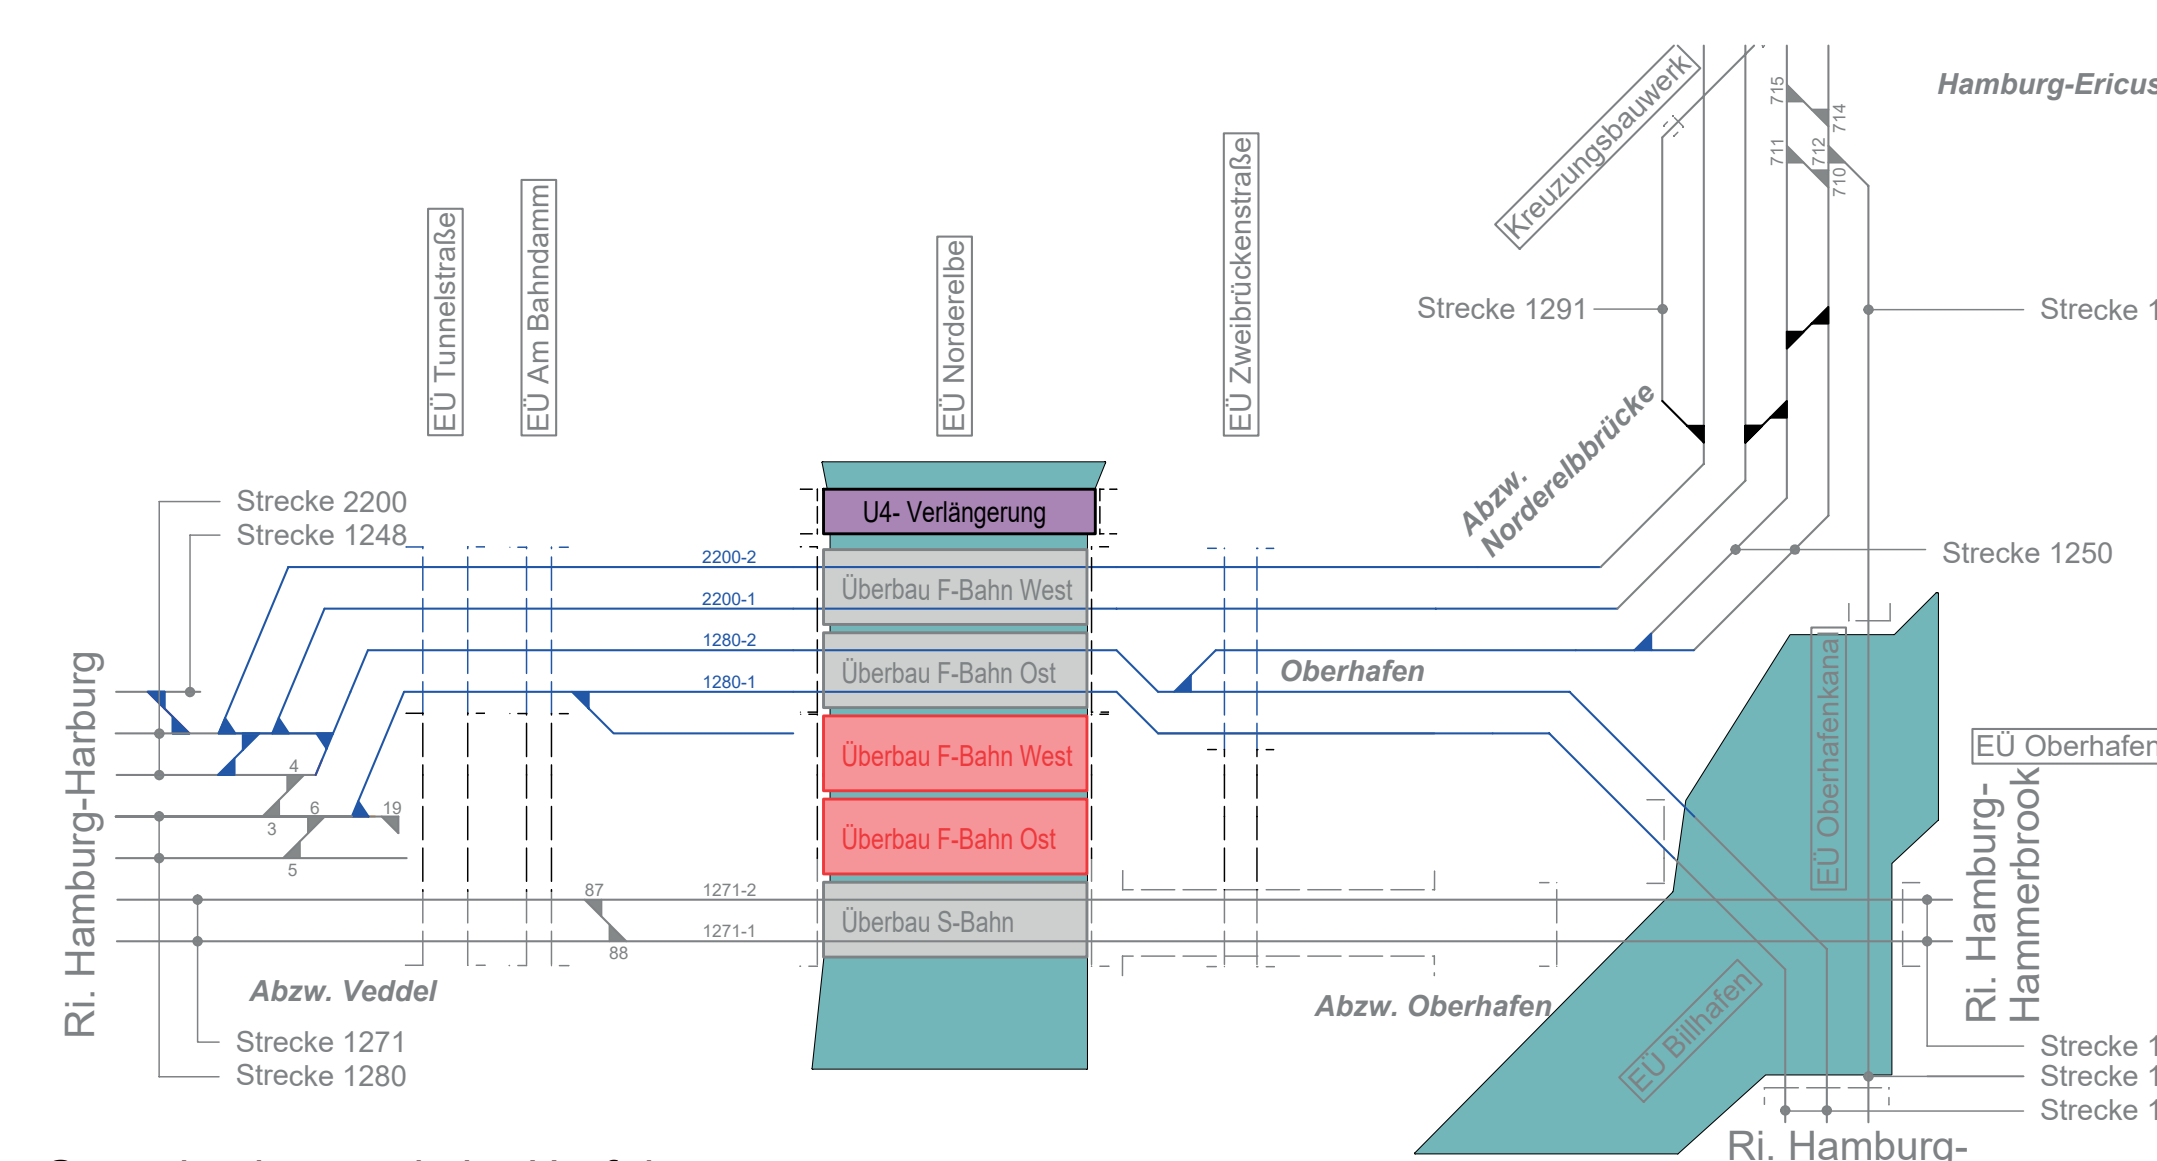 Hamburg-Ericus
Kreuzungsbauwerk
715
714
711
712
710
EÜ Tunnelstraße
EÜ Am Bahndamm
EÜ Norderelbe
EÜ Zweibrückenstraße
Strecke 1291
Strecke 1
Abzw.
Norderelbbrücke
Strecke 2200
Strecke 1248
U4- Verlängerung
2200-2
Überbau F-Bahn West
2200-1
1280-2
Überbau F-Bahn Ost
1280-1
Oberhafen
Strecke 1250
Überbau F-Bahn West
Überbau F-Bahn Ost
Überbau S-Bahn
Ri. Hamburg-Harburg
4
3
6
19
5
87
88
1271-2
1271-1
EÜ Oberhafenkanal
EÜ Oberhafen
Ri. Hamburg-
Hammerbrook
EÜ Billhafen
Abzw. Veddel
Abzw. Oberhafen
Strecke 1271
Strecke 1280
Strecke 1
Strecke 1
Strecke 1
Ri. Hamburg-